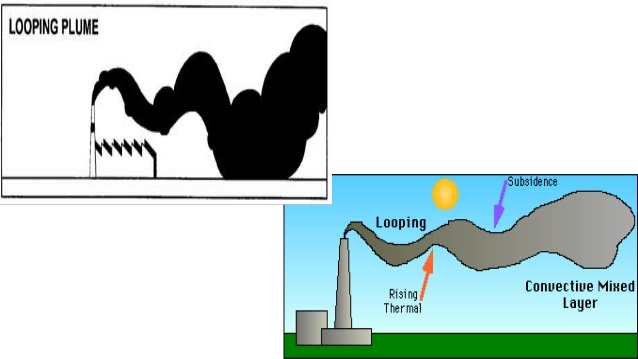 LOOPING PLUME
Subsidence
Looping
Rising
Thermal
Convective Mixed
Layer